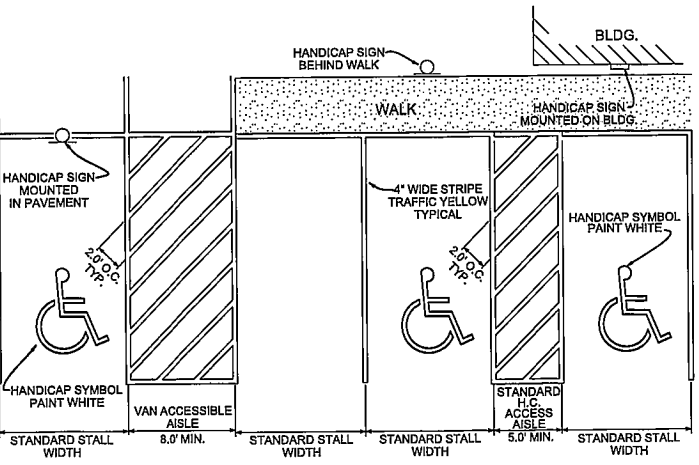 BLDG.
HANDICAP SIGN
BEHIND WALK
WALK
HANDICAP SIGN
MOUNTED ON BLDG.
HANDICAP SIGN
MOUNTED
IN PAVEMENT
4" WIDE STRIPE
TRAFFIC YELLOW
TYPICAL
HANDICAP SYMBOL
PAINT WHITE
2.0' O.C.
TYP.
2.0' O.C.
TYP.
HANDICAP SYMBOL
PAINT WHITE
VAN ACCESSIBLE
AISLE
8.0' MIN.
STANDARD
H.C.
ACCESS
AISLE
5.0' MIN.
STANDARD STALL
WIDTH
STANDARD STALL
WIDTH
STANDARD STALL
WIDTH
STANDARD STALL
WIDTH